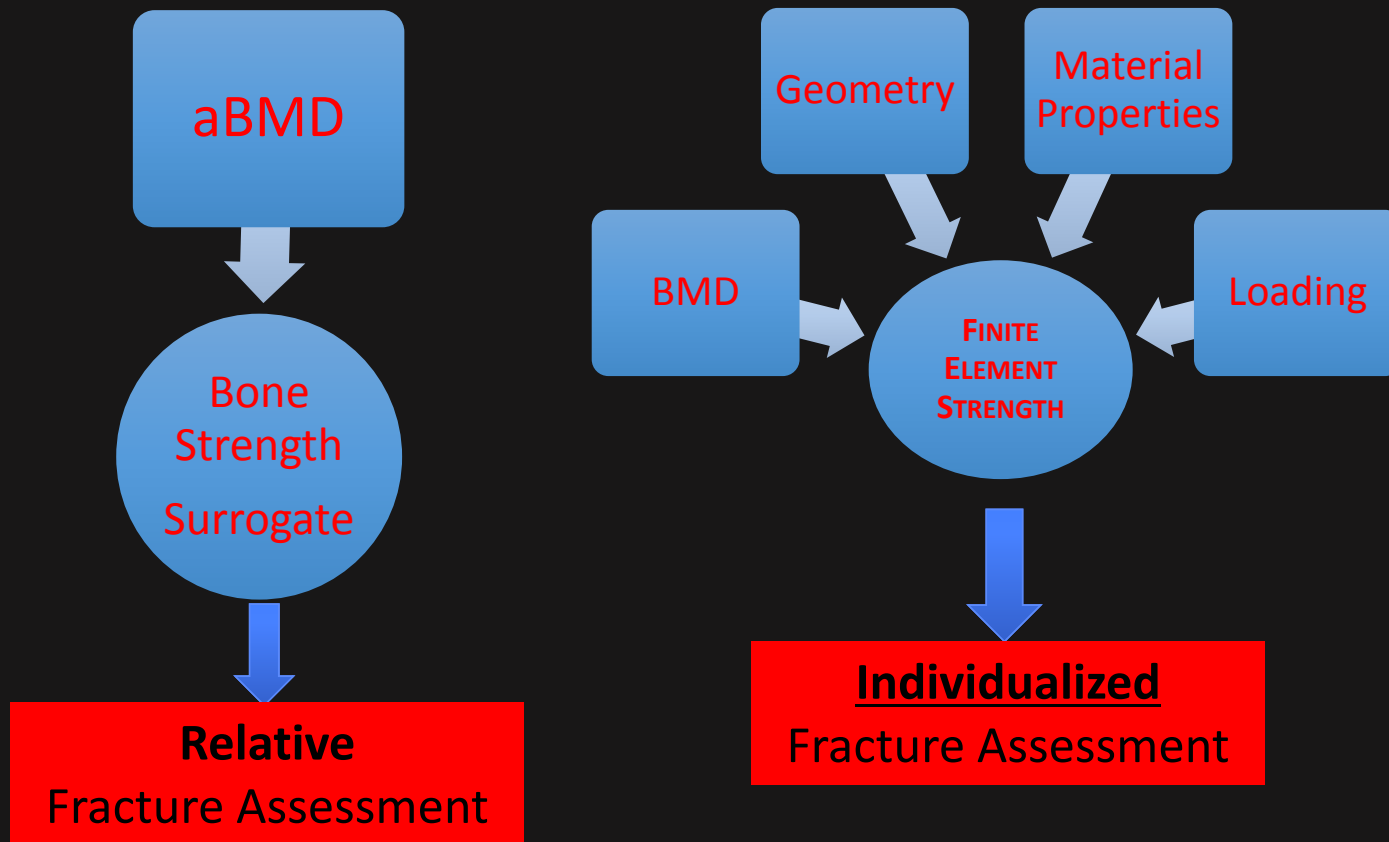 aBMD
Bone
Strength
Surrogate
Relative
Fracture Assessment
Geometry
Material
Properties
BMD
Loading
FINITE
ELEMENT
STRENGTH
Individualized
Fracture Assessment